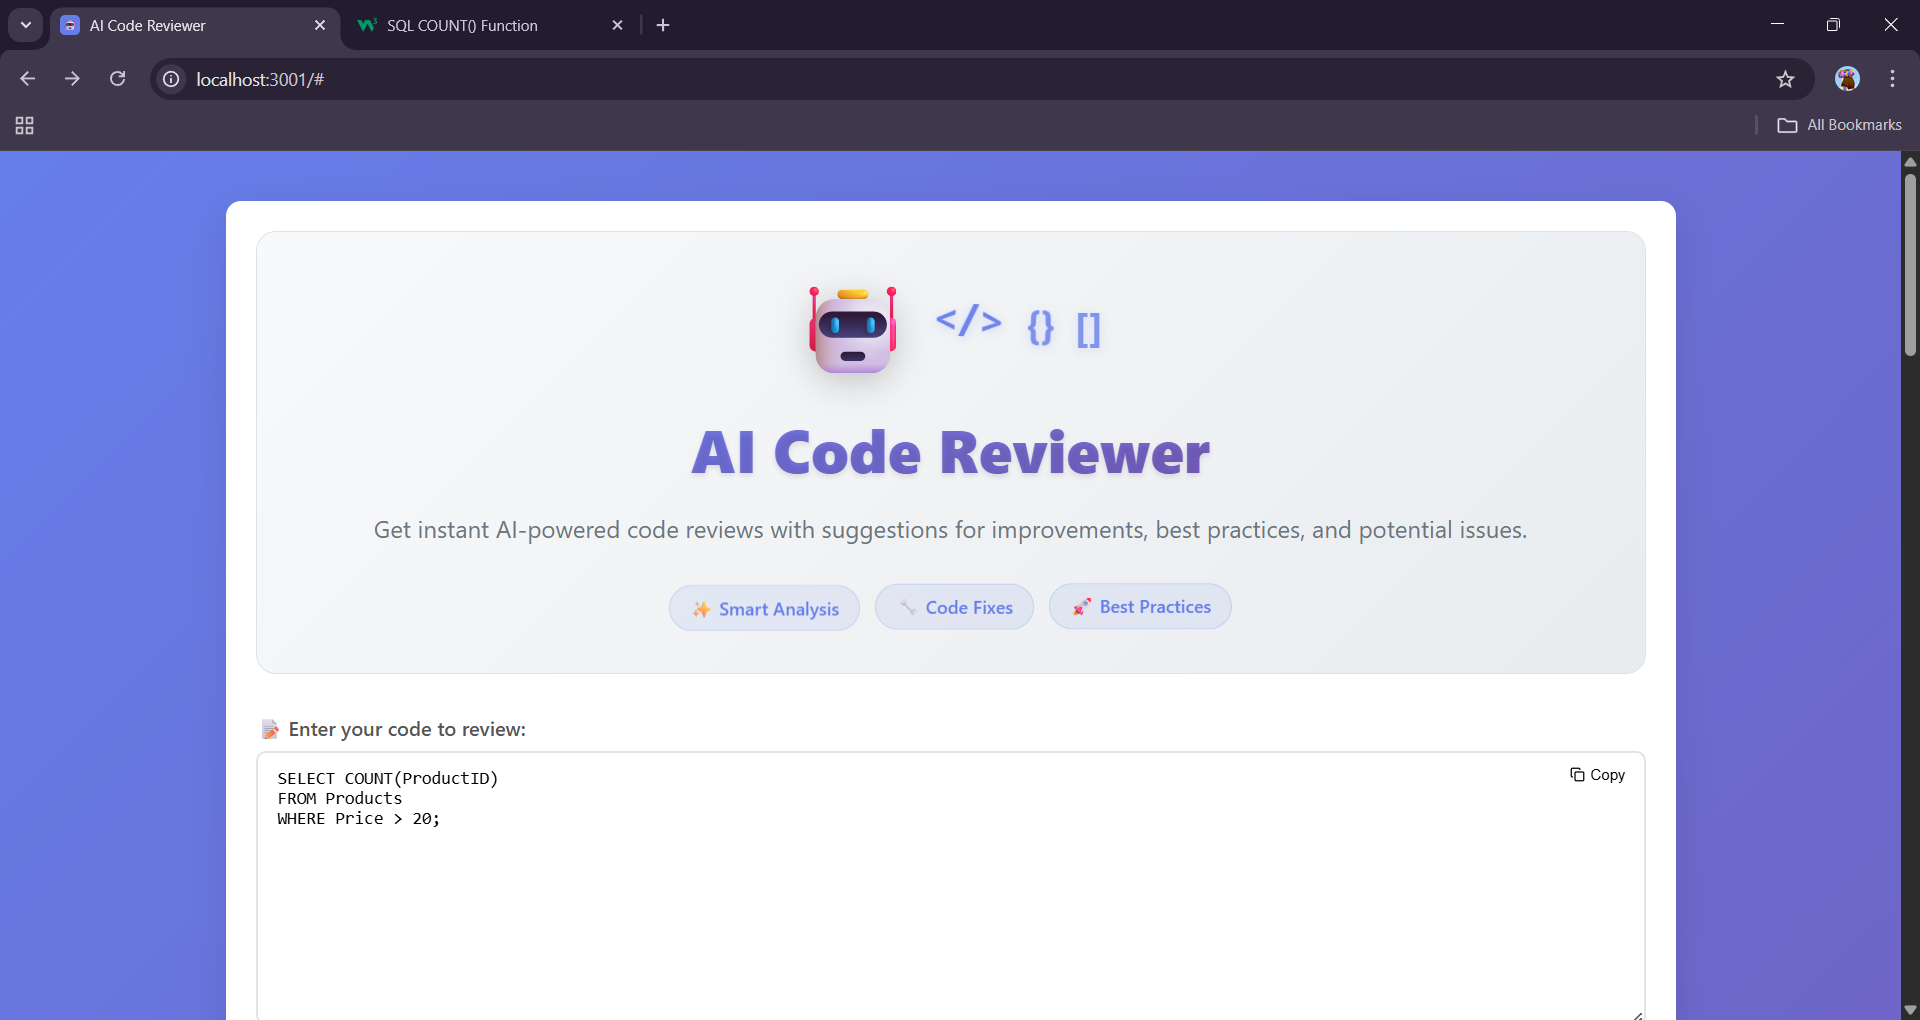 AI Code Reviewer
SQL COUNT() Function
localhost:3001/#
All Bookmarks
</> {} []
AI Code Reviewer
Get instant AI-powered code reviews with suggestions for improvements, best practices, and potential issues.
✨ Smart Analysis
🔧 Code Fixes
🚀 Best Practices
📝 Enter your code to review:
Copy
SELECT COUNT(ProductID)
FROM Products
WHERE Price > 20;